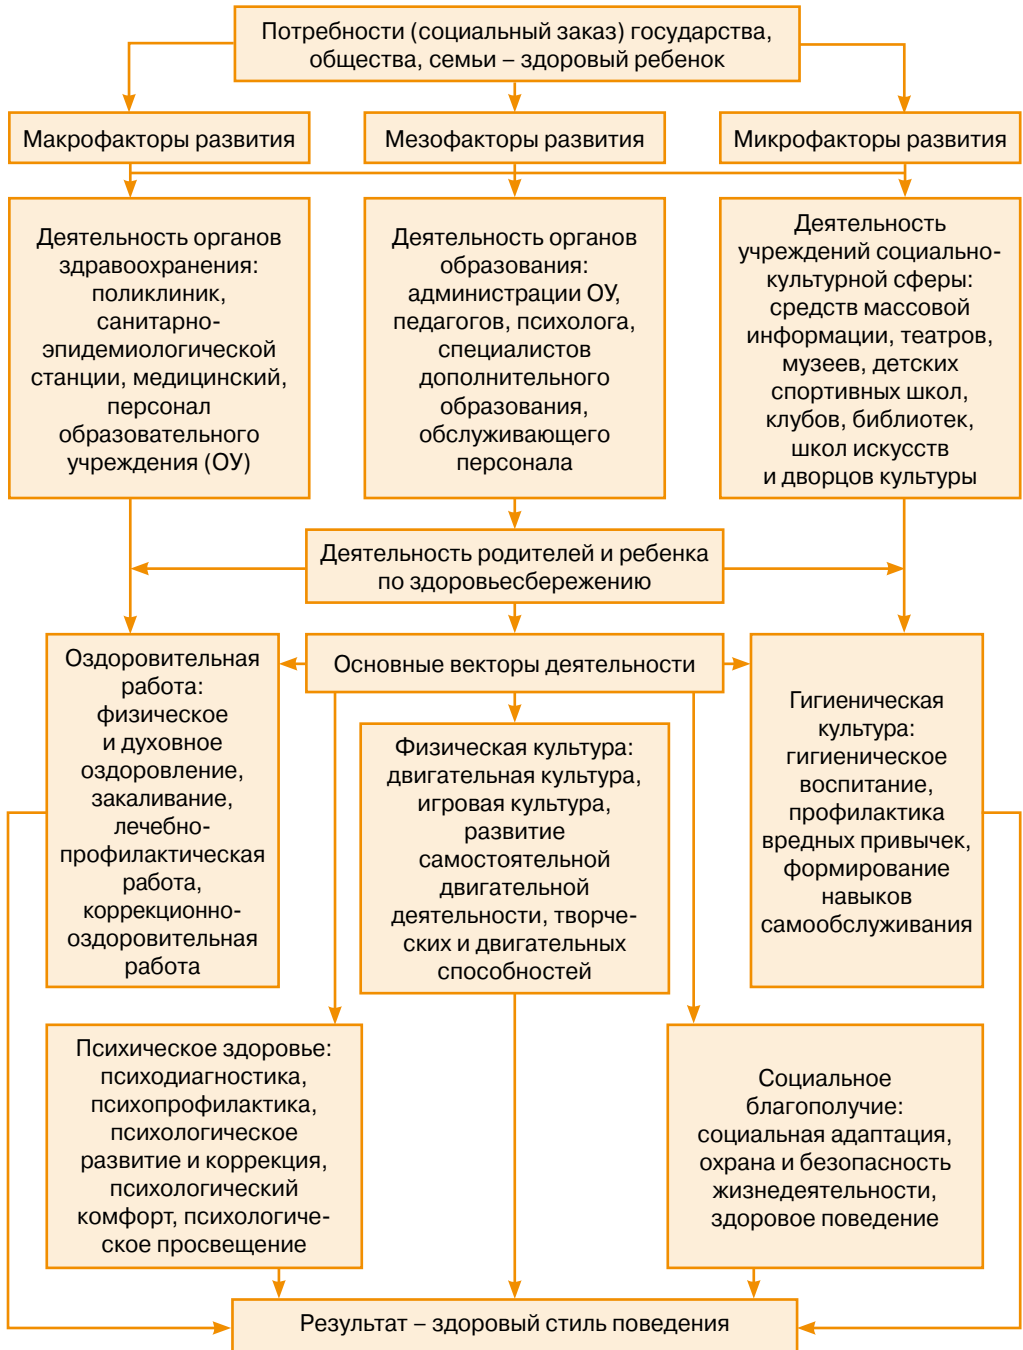 Потребности (социальный заказ) государства,
общества, семьи – здоровый ребенок
Макрофакторы развития
Мезофакторы развития
Микрофакторы развития
Деятельность органов
здравоохранения:
поликлиник,
санитарно-
эпидемиологической
станции, медицинский,
персонал
образовательного
учреждения (ОУ)
Деятельность органов
образования:
администрации ОУ,
педагогов, психолога,
специалистов
дополнительного
образования,
обслуживающего
персонала
Деятельность
учреждений социально-
культурной сферы:
средств массовой
информации, театров,
музеев, детских
спортивных школ,
клубов, библиотек,
школ искусств
и дворцов культуры
Деятельность родителей и ребенка
по здоровьесбережению
Оздоровительная
работа:
физическое
и духовное
оздоровление,
закаливание,
лечебно-
профилактическая
работа,
коррекционно-
оздоровительная
работа
Основные векторы деятельности
Физическая культура:
двигательная культура,
игровая культура,
развитие
самостоятельной
двигательной
деятельности, творче-
ских и двигательных
способностей
Гигиеническая
культура:
гигиеническое
воспитание,
профилактика
вредных привычек,
формирование
навыков
самообслуживания
Психическое здоровье:
психодиагностика,
психопрофилактика,
психологическое
развитие и коррекция,
психологический
комфорт, психологиче-
ское просвещение
Социальное
благополучие:
социальная адаптация,
охрана и безопасность
жизнедеятельности,
здоровое поведение
Результат – здоровый стиль поведения